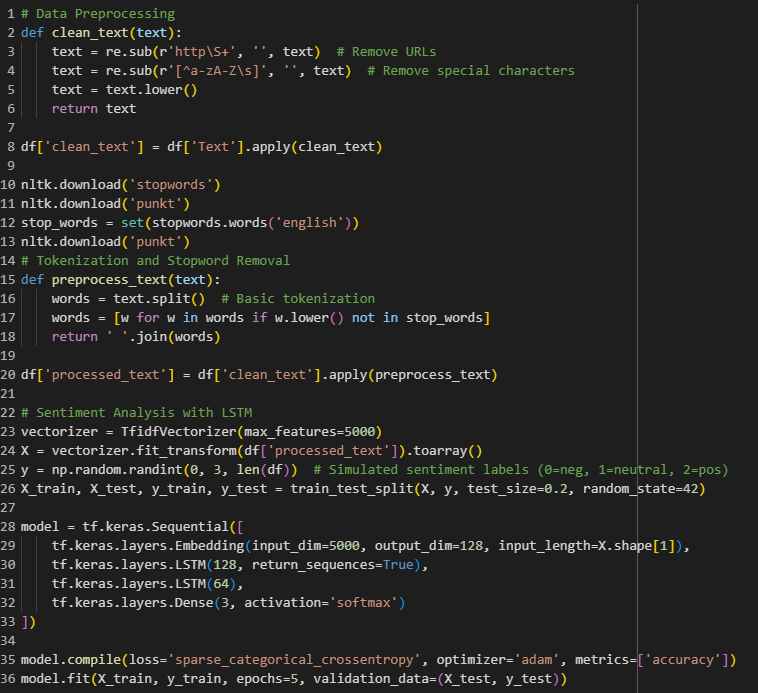 1 # Data Preprocessing
2 def clean_text(text):
3     text = re.sub(r'http\S+', '', text)  # Remove URLs
4     text = re.sub(r'[^a-zA-Z\s]', '', text)  # Remove special characters
5     text = text.lower()
6     return text
7
8 df['clean_text'] = df['Text'].apply(clean_text)
9
10 nltk.download('stopwords')
11 nltk.download('punkt')
12 stop_words = set(stopwords.words('english'))
13 nltk.download('punkt')
14 # Tokenization and Stopword Removal
15 def preprocess_text(text):
16     words = text.split()  # Basic tokenization
17     words = [w for w in words if w.lower() not in stop_words]
18     return ' '.join(words)
19
20 df['processed_text'] = df['clean_text'].apply(preprocess_text)
21
22 # Sentiment Analysis with LSTM
23 vectorizer = TfidfVectorizer(max_features=5000)
24 X = vectorizer.fit_transform(df['processed_text']).toarray()
25 y = np.random.randint(0, 3, len(df))  # Simulated sentiment labels (0=neg, 1=neutral, 2=pos)
26 X_train, X_test, y_train, y_test = train_test_split(X, y, test_size=0.2, random_state=42)
27
28 model = tf.keras.Sequential([
29     tf.keras.layers.Embedding(input_dim=5000, output_dim=128, input_length=X.shape[1]),
30     tf.keras.layers.LSTM(128, return_sequences=True),
31     tf.keras.layers.LSTM(64),
32     tf.keras.layers.Dense(3, activation='softmax')
33 ])
34
35 model.compile(loss='sparse_categorical_crossentropy', optimizer='adam', metrics=['accuracy'])
36 model.fit(X_train, y_train, epochs=5, validation_data=(X_test, y_test))